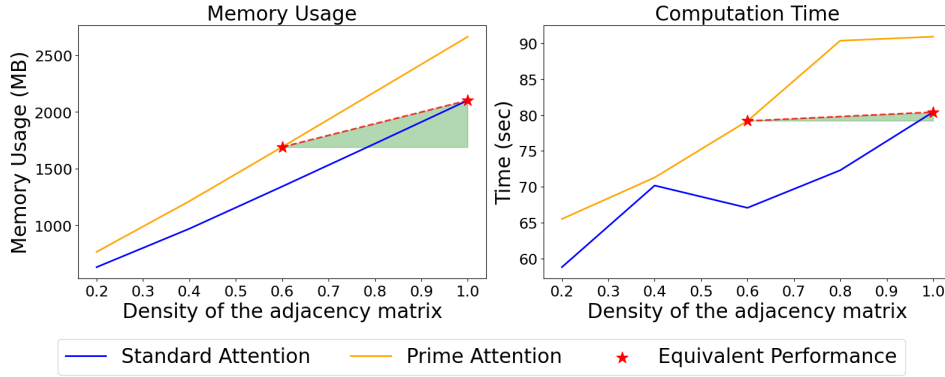 Memory Usage
Memory Usage (MB)
2500
2000
1500
1000
0.2 0.3 0.4 0.5 0.6 0.7 0.8 0.9 1.0
Density of the adjacency matrix
Computation Time
Time (sec)
90
85
80
75
70
65
60
0.2 0.3 0.4 0.5 0.6 0.7 0.8 0.9 1.0
Density of the adjacency matrix
Standard Attention Prime Attention Equivalent Performance